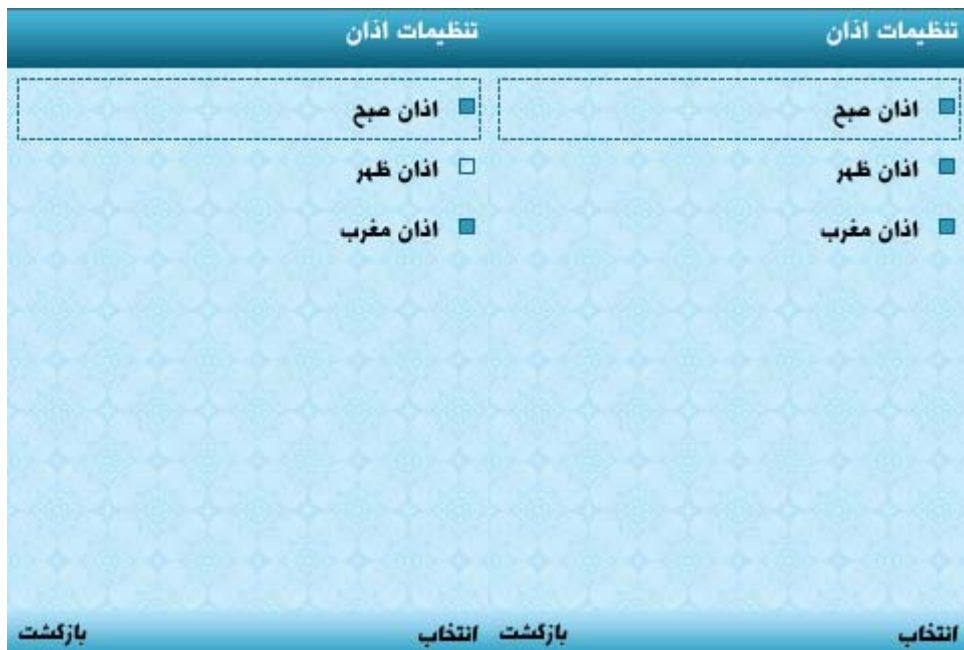 تنظیمات اذان
اذان صبح
اذان ظهر
اذان مغرب
انتخاب
بازگشت
تنظیمات اذان
اذان صبح
اذان ظهر
اذان مغرب
انتخاب
بازگشت